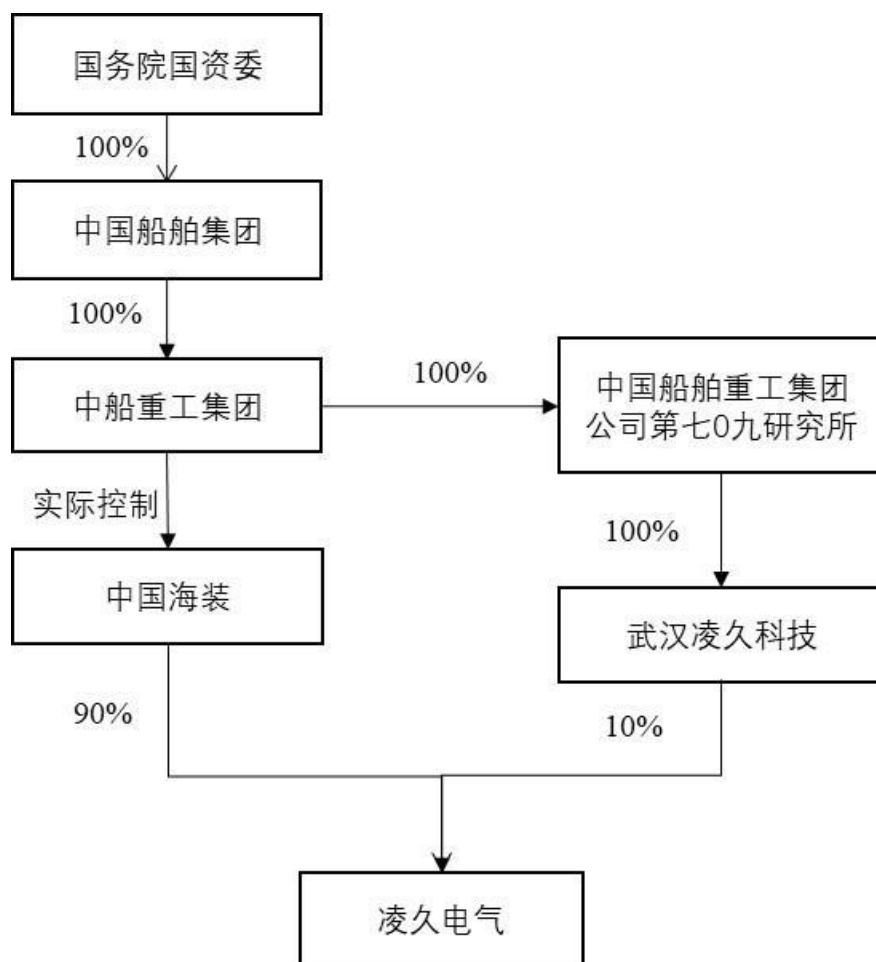 国务院国资委
100%
中国船舶集团
100%
中船重工集团
100%
中国船舶重工集团
公司第七0九研究所
实际控制
100%
中国海装
武汉凌久科技
90%
10%
凌久电气